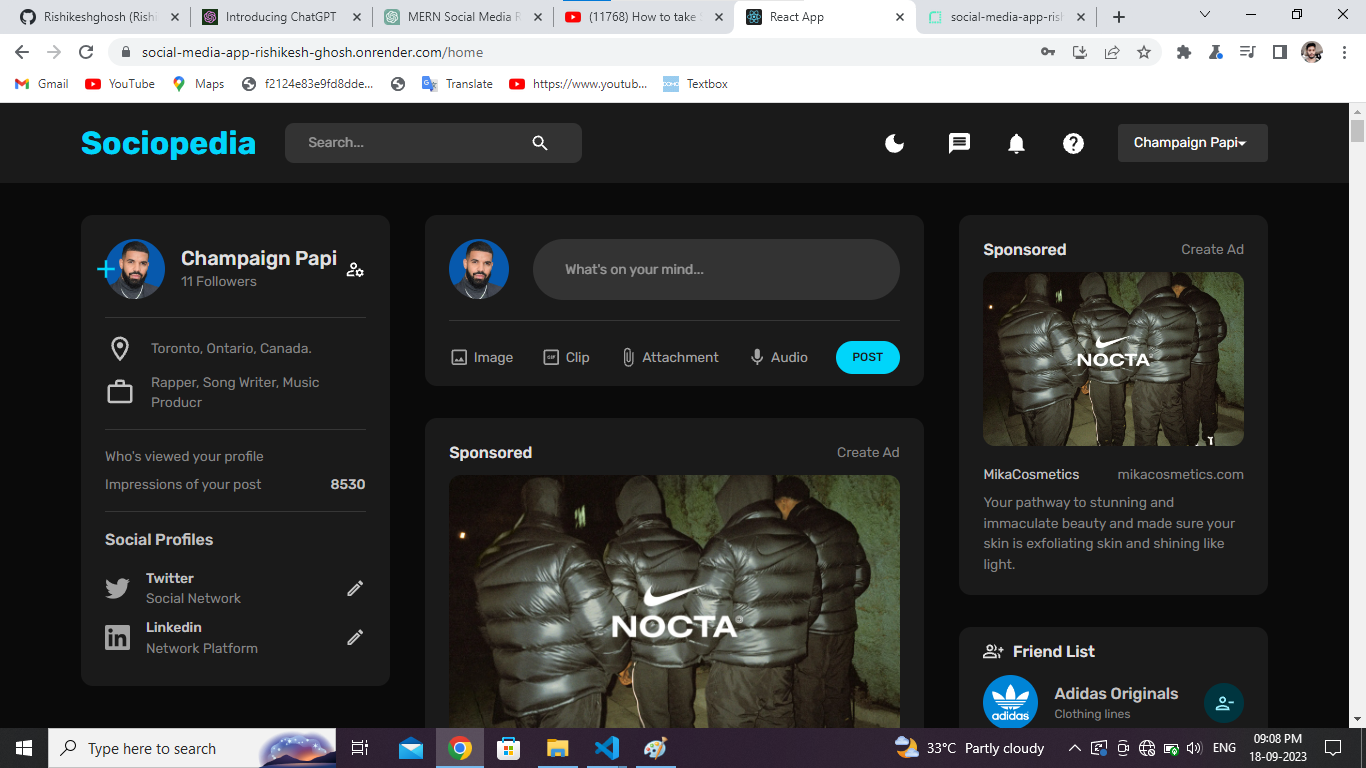 Rishikeshghosh (Rishi
Introducing ChatGPT
MERN Social Media R
(11768) How to take
React App
social-media-app-rish
social-media-app-rishikesh-ghosh.onrender.com/home
Gmail
YouTube
Maps
f2124e83e9fd8dde...
Translate
https://www.youtub...
Textbox
Sociopedia
Search...
Champaign Papi
Champaign Papi
11 Followers
Toronto, Ontario, Canada.
Rapper, Song Writer, Music
Producr
Who's viewed your profile
Impressions of your post 8530
Social Profiles
Twitter
Social Network
Linkedin
Network Platform
What's on your mind...
Image
GIF
Clip
Attachment
Audio
POST
Sponsored
Create Ad
NOCTA
Sponsored
Create Ad
NOCTA
MikaCosmetics
mikacosmetics.com
Your pathway to stunning and
immaculate beauty and made sure your
skin is exfoliating skin and shining like
light.
Friend List
adidas
Adidas Originals
Clothing lines
Type here to search
33°C Partly cloudy
ENG
09:08 PM
18-09-2023